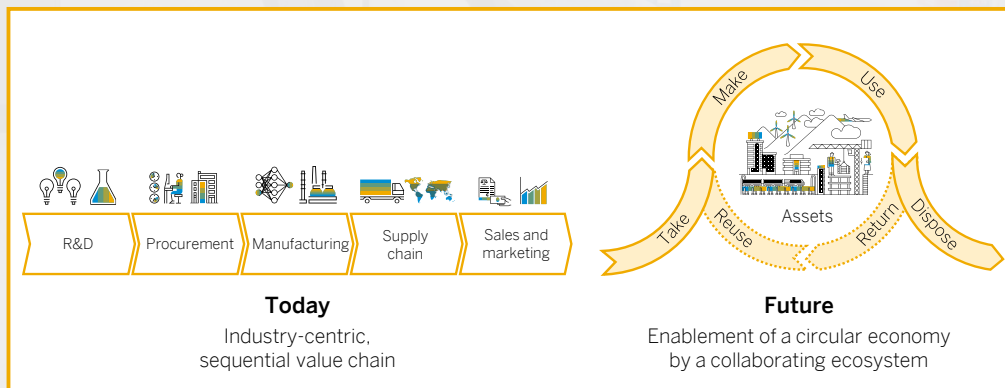 R&D
Procurement
Manufacturing
Supply
chain
Sales and
marketing
Today
Industry-centric,
sequential value chain
Take
Make
Use
Dispose
Return
Reuse
Assets
Future
Enablement of a circular economy
by a collaborating ecosystem